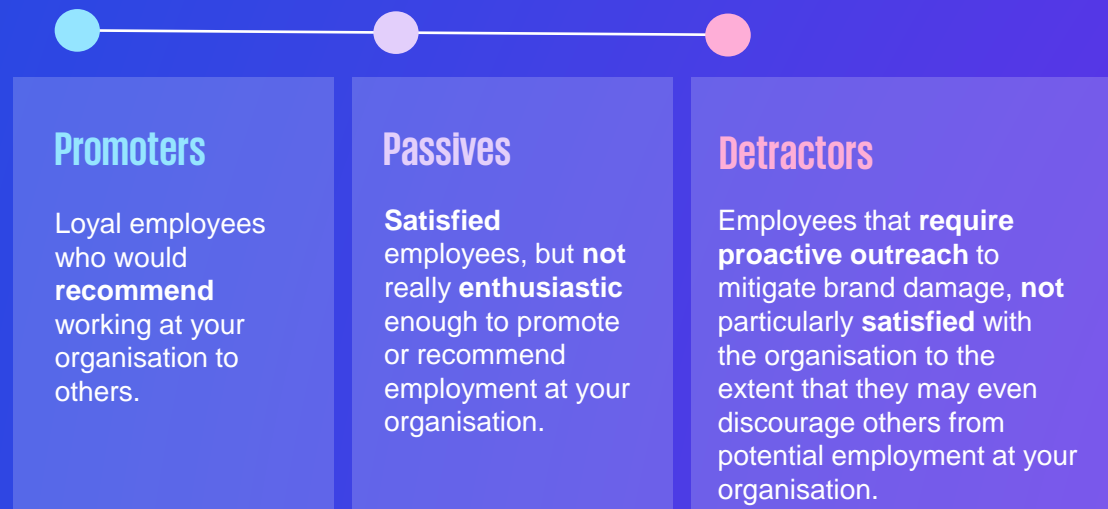 Promoters
Loyal employees
who would
recommend
working at your
organisation to
others.
Passives
Satisfied
employees, but not
really enthusiastic
enough to promote
or recommend
employment at your
organisation.
Detractors
Employees that require
proactive outreach to
mitigate brand damage, not
particularly satisfied with
the organisation to the
extent that they may even
discourage others from
potential employment at your
organisation.